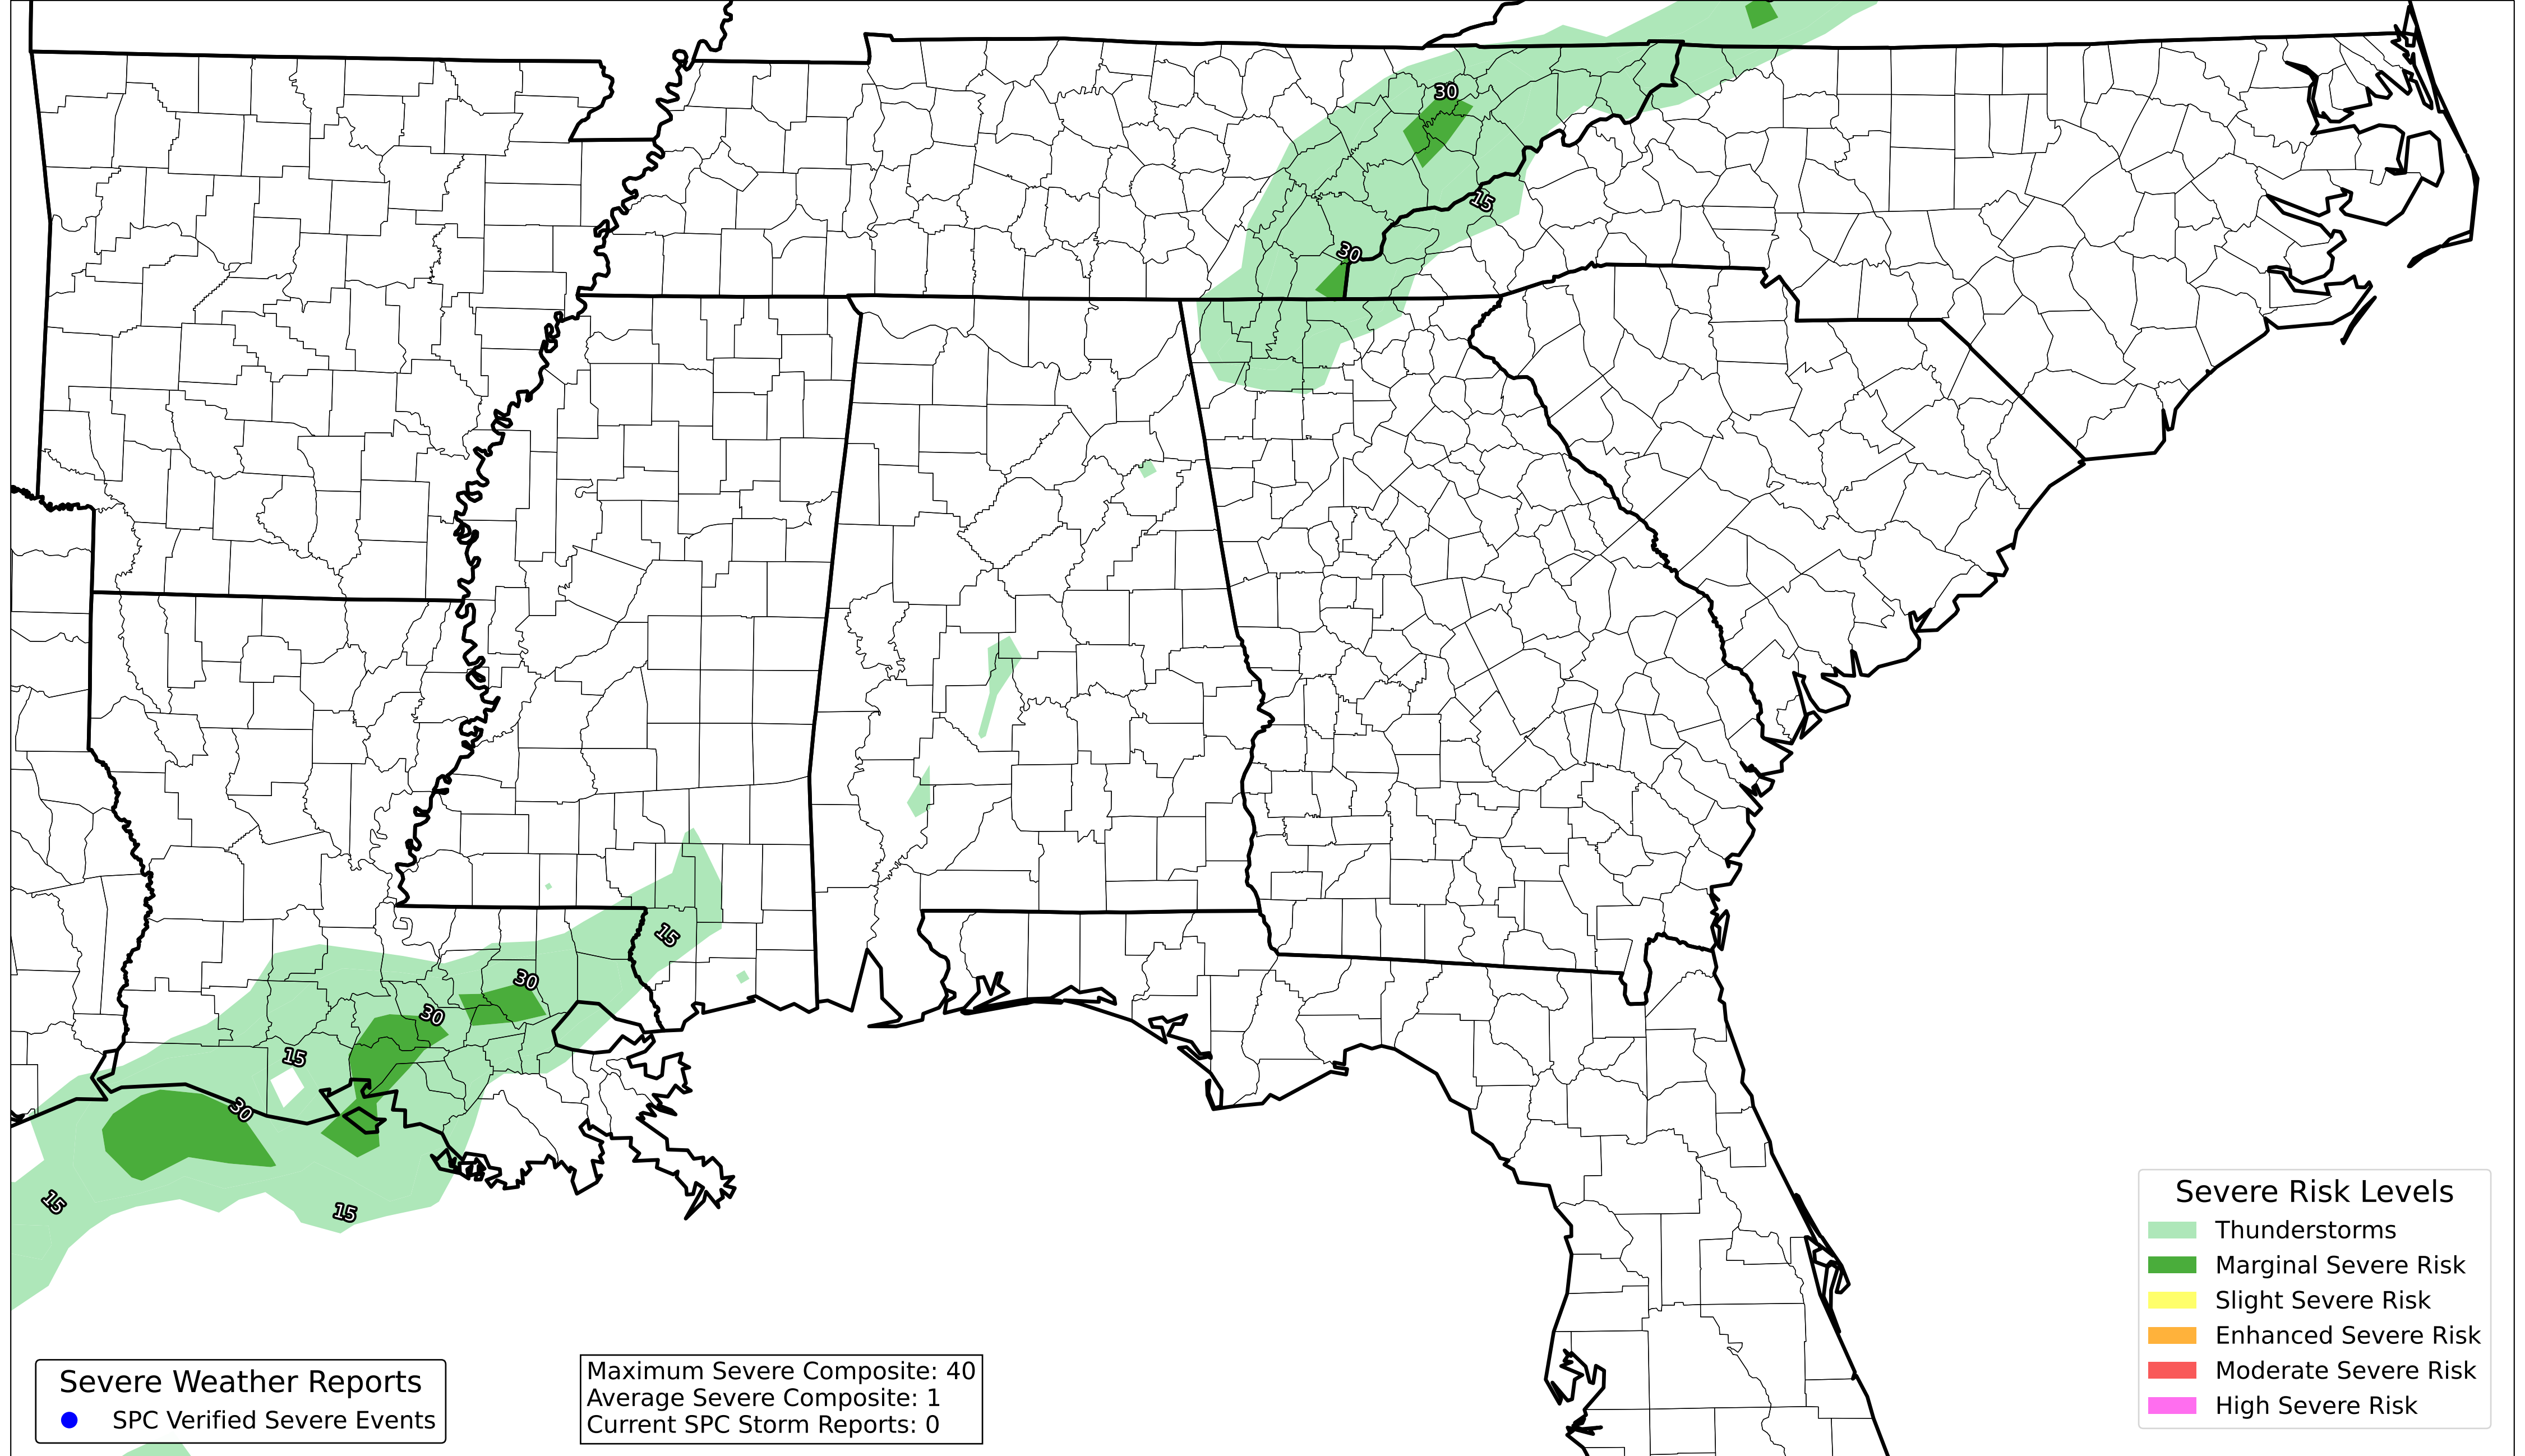 30
15
30
15
30
30
15
30
15
15
Severe Risk Levels
Thunderstorms
Marginal Severe Risk
Slight Severe Risk
Enhanced Severe Risk
Moderate Severe Risk
High Severe Risk
Severe Weather Reports
SPC Verified Severe Events
Maximum Severe Composite: 40
Average Severe Composite: 1
Current SPC Storm Reports: 0